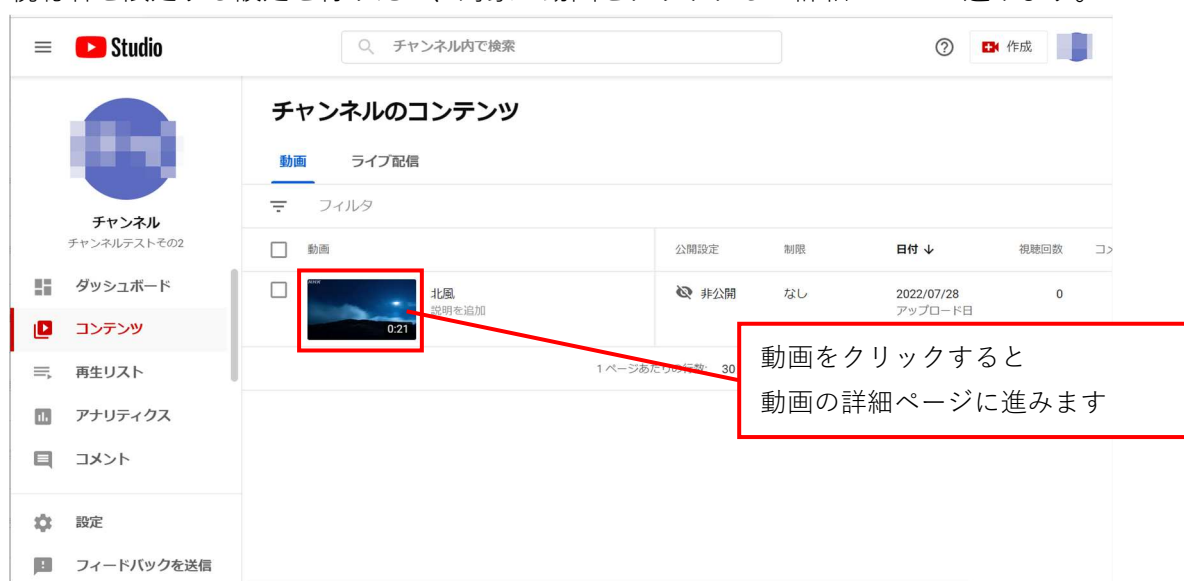 Studio
チャンネル内で検索
作成
チャンネルのコンテンツ
動画 ライブ配信
フィルタ
チャンネル
チャンネルテストその2
動画 公開設定 制限 日付 ↓ 視聴回数
ダッシュボード
コンテンツ
再生リスト
アナリティクス
コメント
設定
フィードバックを送信
北風
説明を追加
0:21
非公開 なし 2022/07/28 0
アップロード日
1 ページあたりの行数: 30
動画をクリックすると
動画の詳細ページに進みます